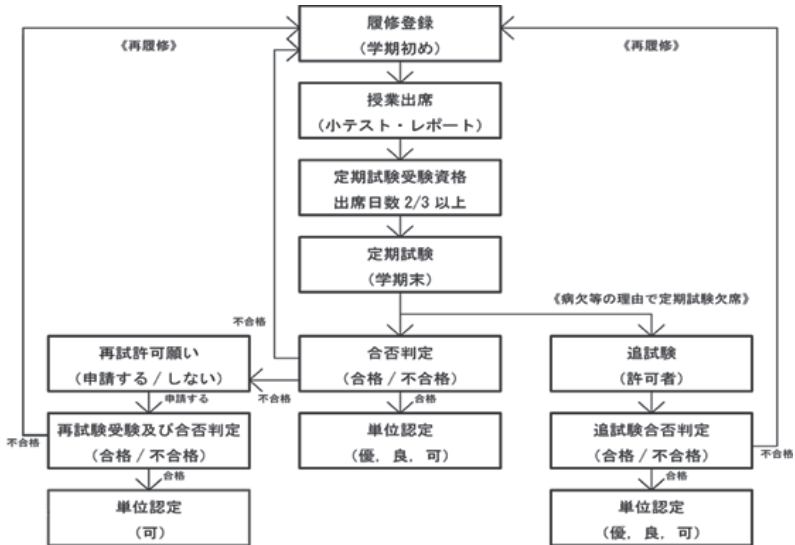 履修登録
(学期初め)
《再履修》
《再履修》
授業出席
(小テスト・レポート)
定期試験受験資格
出席日数 2/3 以上
定期試験
(学期末)
《病欠等の理由で定期試験欠席》
不合格
再試許可願い
(申請する / しない)
合否判定
(合格 / 不合格)
追試験
(許可者)
申請する
不合格
合格
再試験受験及び合否判定
(合格 / 不合格)
単位認定
(優, 良, 可)
追試験合否判定
(合格 / 不合格)
不合格
不合格
合格
合格
単位認定
(可)
単位認定
(優, 良, 可)